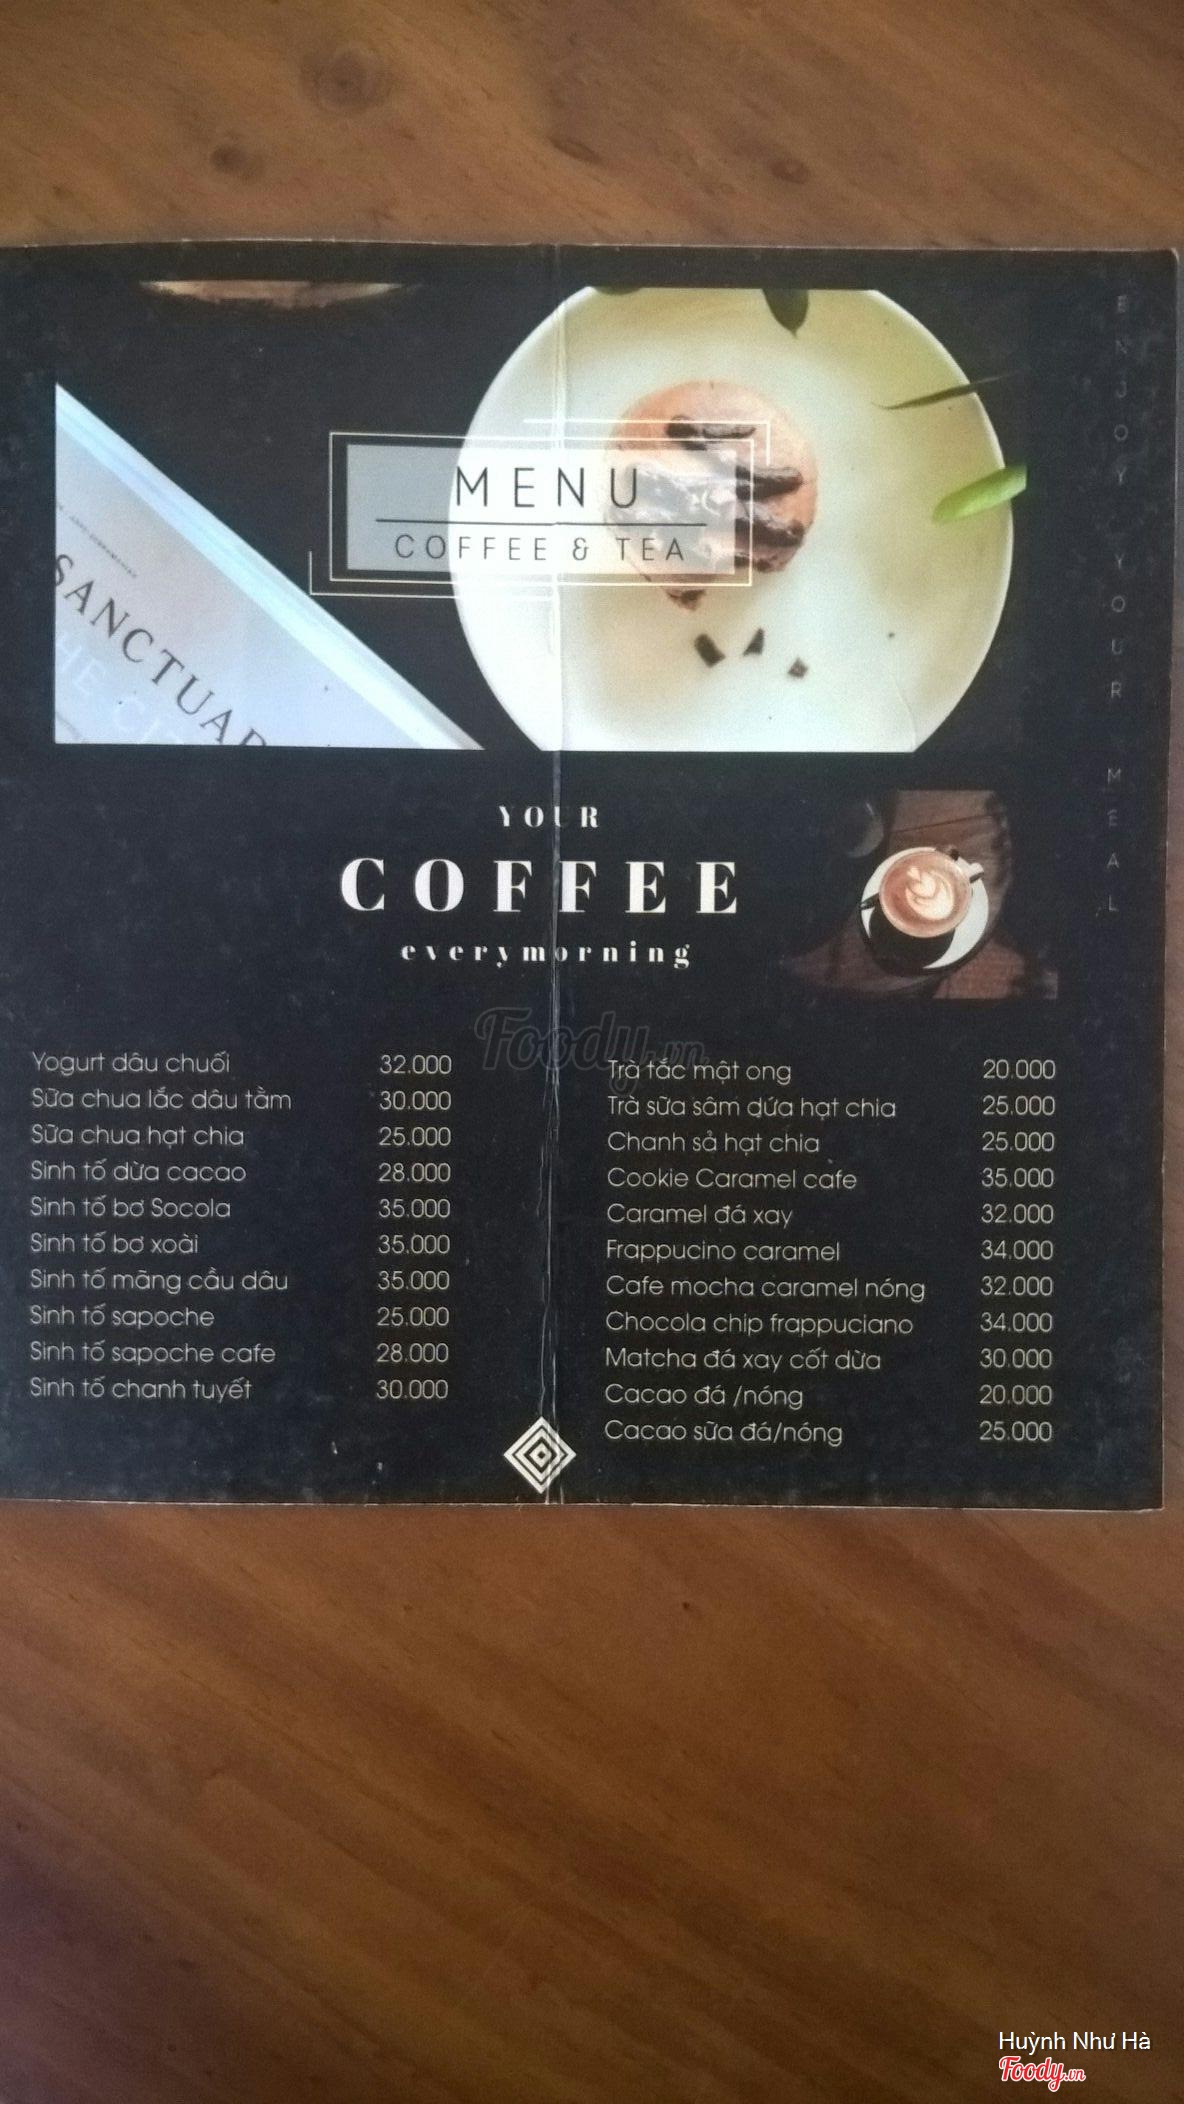 MENU
COFFEE & TEA
SANCTUAR
HE CIT
ENJOY YOUR MEAL
YOUR
COFFEE
everymorning
Foody.vn
Yogurt dâu chuối 32.000
Sữa chua lắc dâu tằm 30.000
Sữa chua hạt chia 25.000
Sinh tố dừa cacao 28.000
Sinh tố bơ Socola 35.000
Sinh tố bơ xoài 35.000
Sinh tố mãng cầu dâu 35.000
Sinh tố sapoche 25.000
Sinh tố sapoche cafe 28.000
Sinh tố chanh tuyết 30.000
Trà tắc mật ong 20.000
Trà sữa sâm dứa hạt chia 25.000
Chanh sả hạt chia 25.000
Cookie Caramel cafe 35.000
Caramel đá xay 32.000
Frappucino caramel 34.000
Cafe mocha caramel nóng 32.000
Chocola chip frappuciano 34.000
Matcha đá xay cốt dừa 30.000
Cacao đá /nóng 20.000
Cacao sữa đá/nóng 25.000
Huỳnh Như Hà
Foody.vn